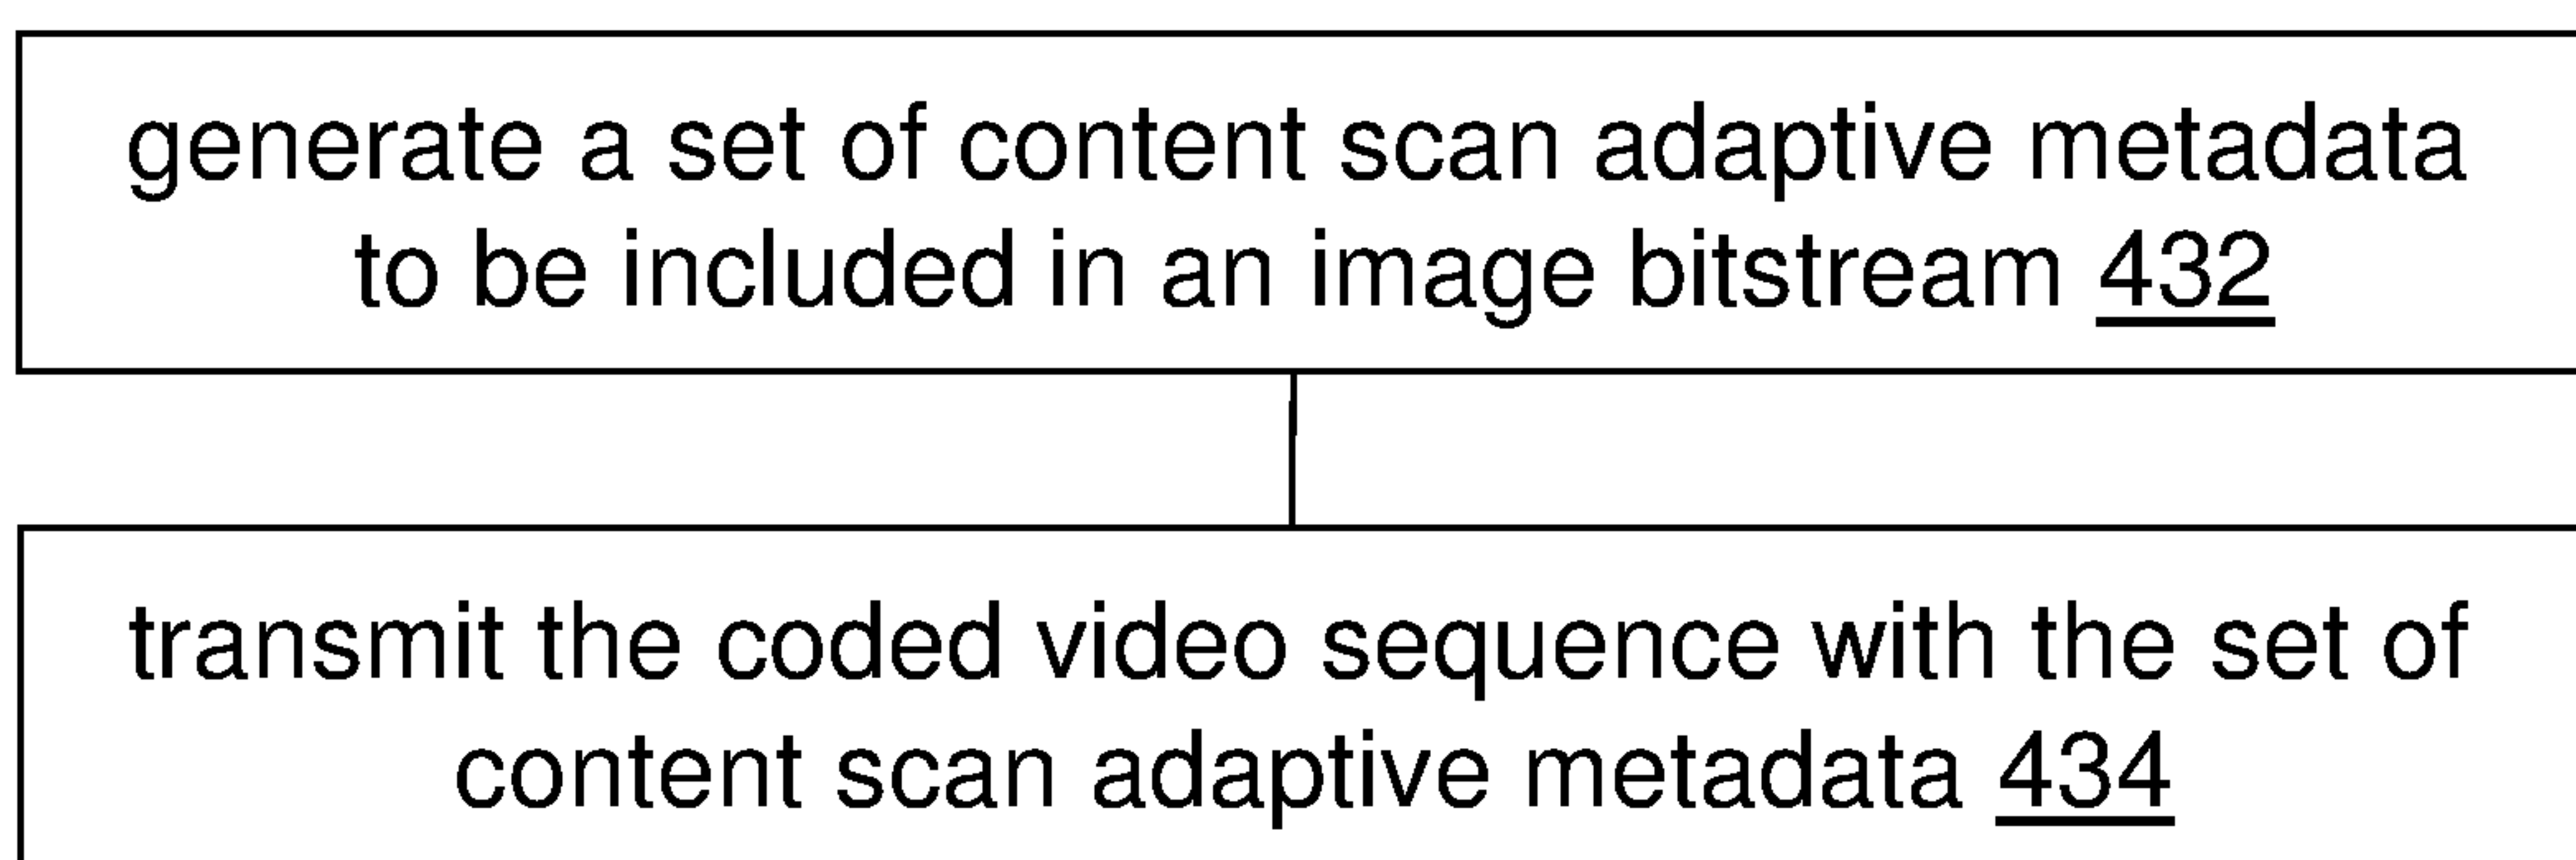 generate a set of content scan adaptive metadata
to be included in an image bitstream 432
transmit the coded video sequence with the set of
content scan adaptive metadata 434